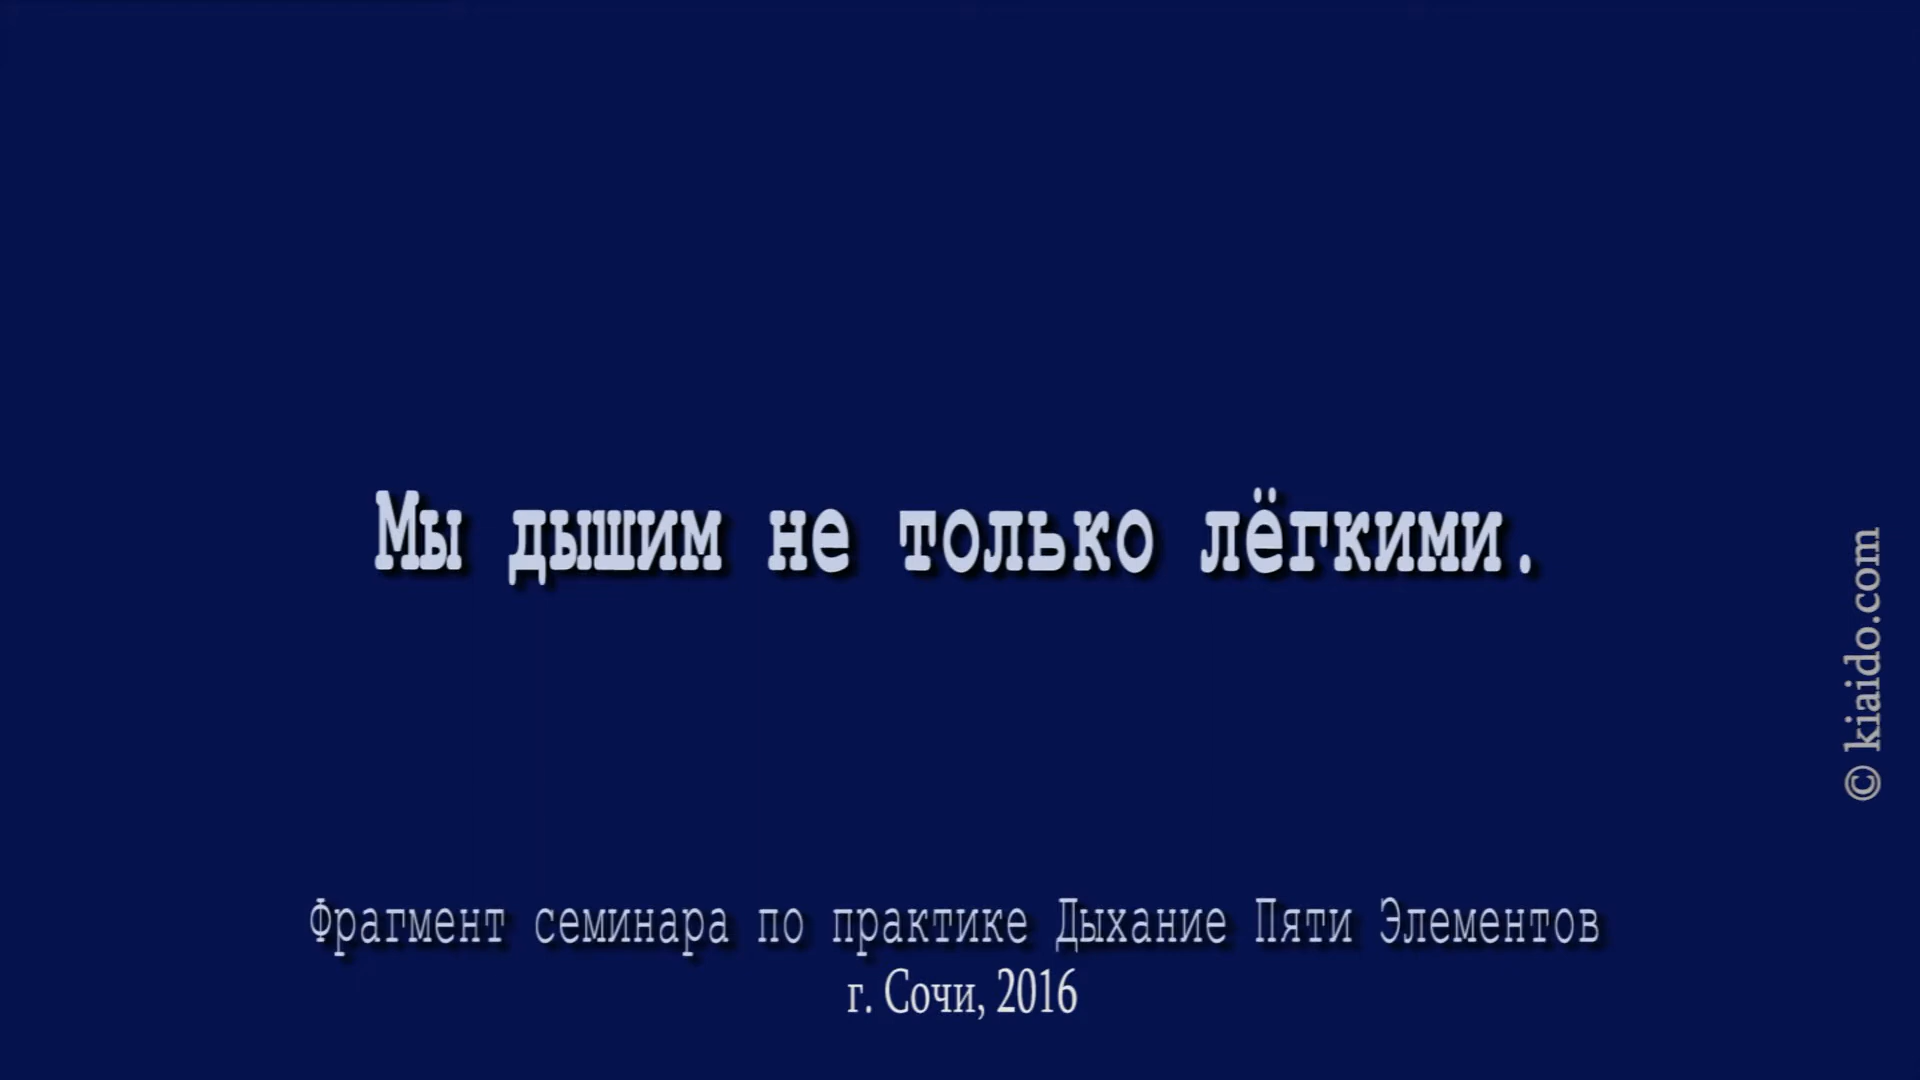 Мы дышим не только лёгкими.
© kiaido.com
Фрагмент семинара по практике Дыхание Пяти Элементов
г. Сочи, 2016